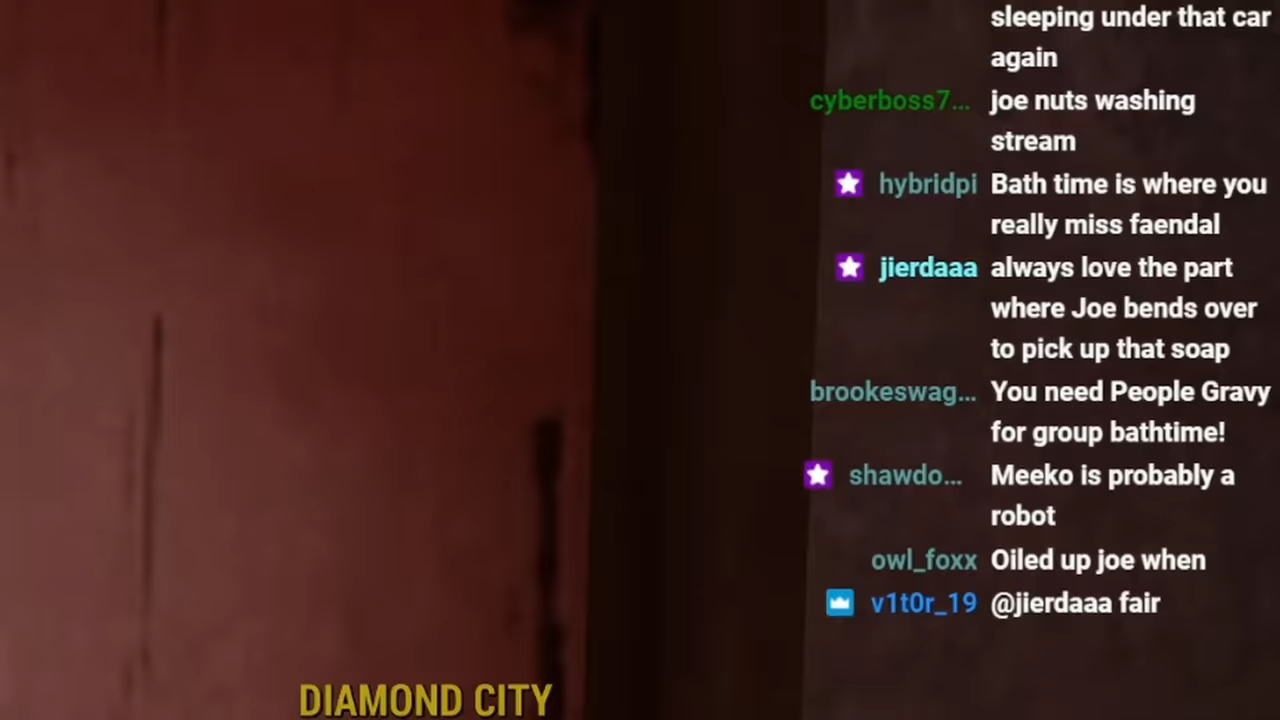 sleeping under that car
again
cyberboss7... joe nuts washing
stream
hybridpi Bath time is where you
really miss faendal
jierdaaa always love the part
where Joe bends over
to pick up that soap
brookeswag... You need People Gravy
for group bathtime!
shawdo... Meeko is probably a
robot
owl_foxx Oiled up joe when
v1t0r_19 @jierdaaa fair
DIAMOND CITY